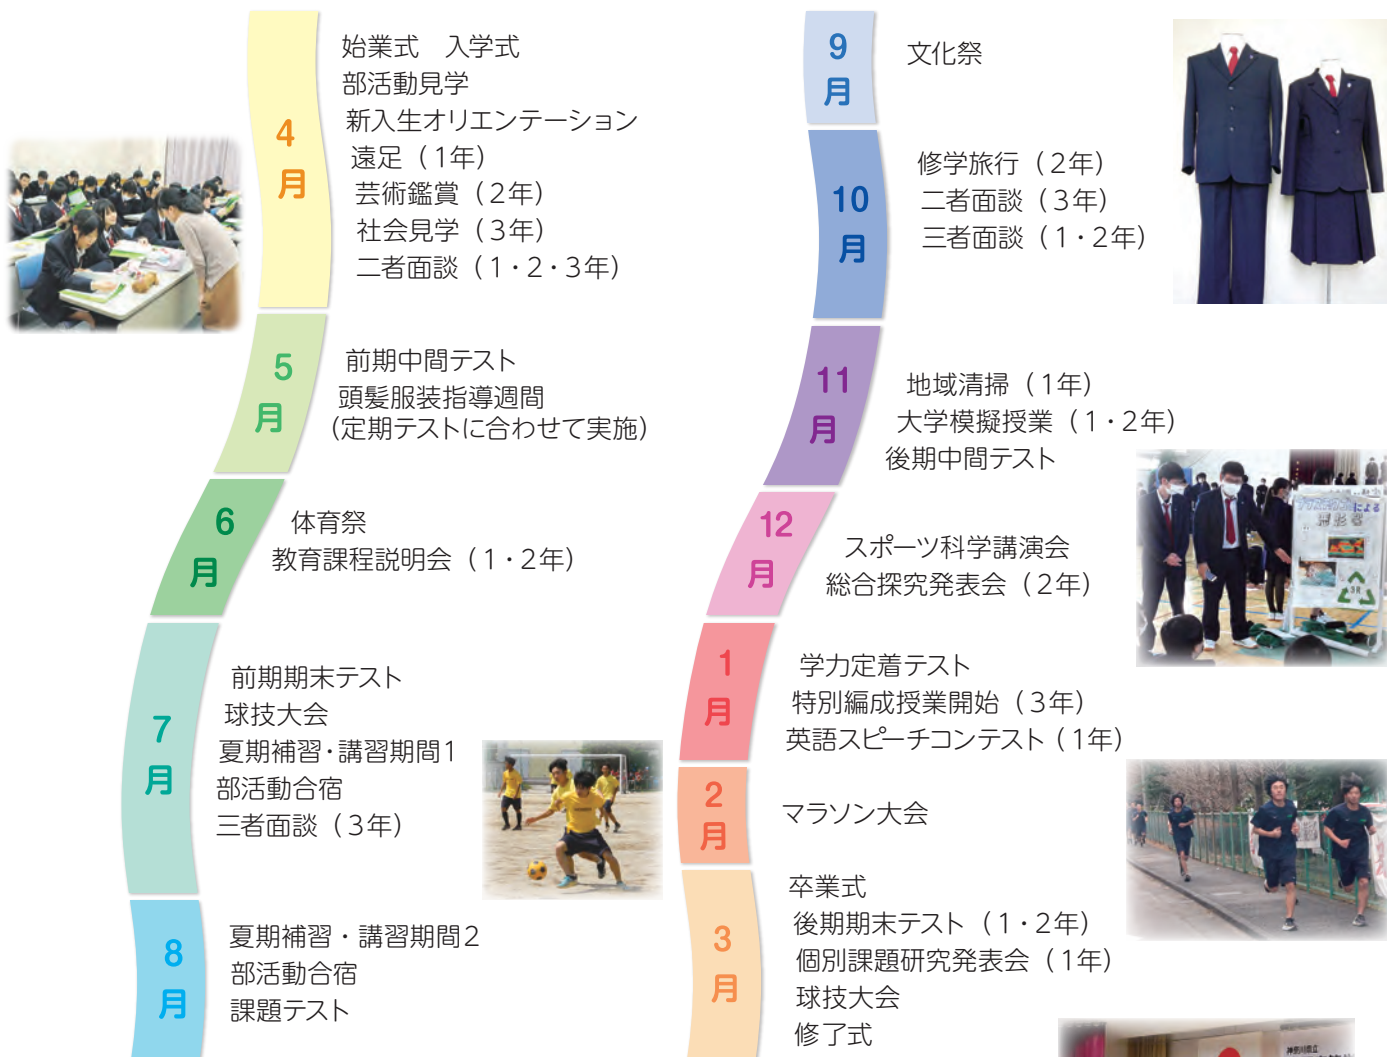 4
月
始業式　入学式
部活動見学
新入生オリエンテーション
遠足（1年）
芸術鑑賞（2年）
社会見学（3年）
二者面談（1・2・3年）
5
月
前期中間テスト
頭髪服装指導週間
（定期テストに合わせて実施）
6
月
体育祭
教育課程説明会（1・2年）
7
月
前期期末テスト
球技大会
夏期補習・講習期間1
部活動合宿
三者面談（3年）
8
月
夏期補習・講習期間2
部活動合宿
課題テスト
9
月
文化祭
10
月
修学旅行（2年）
二者面談（3年）
三者面談（1・2年）
11
月
地域清掃（1年）
大学模擬授業（1・2年）
後期中間テスト
12
月
スポーツ科学講演会
総合探究発表会（2年）
による
1
月
学力定着テスト
特別編成授業開始（3年）
英語スピーチコンテスト（1年）
2
月
マラソン大会
3
月
卒業式
後期期末テスト（1・2年）
個別課題研究発表会（1年）
球技大会
修了式
神奈川県立